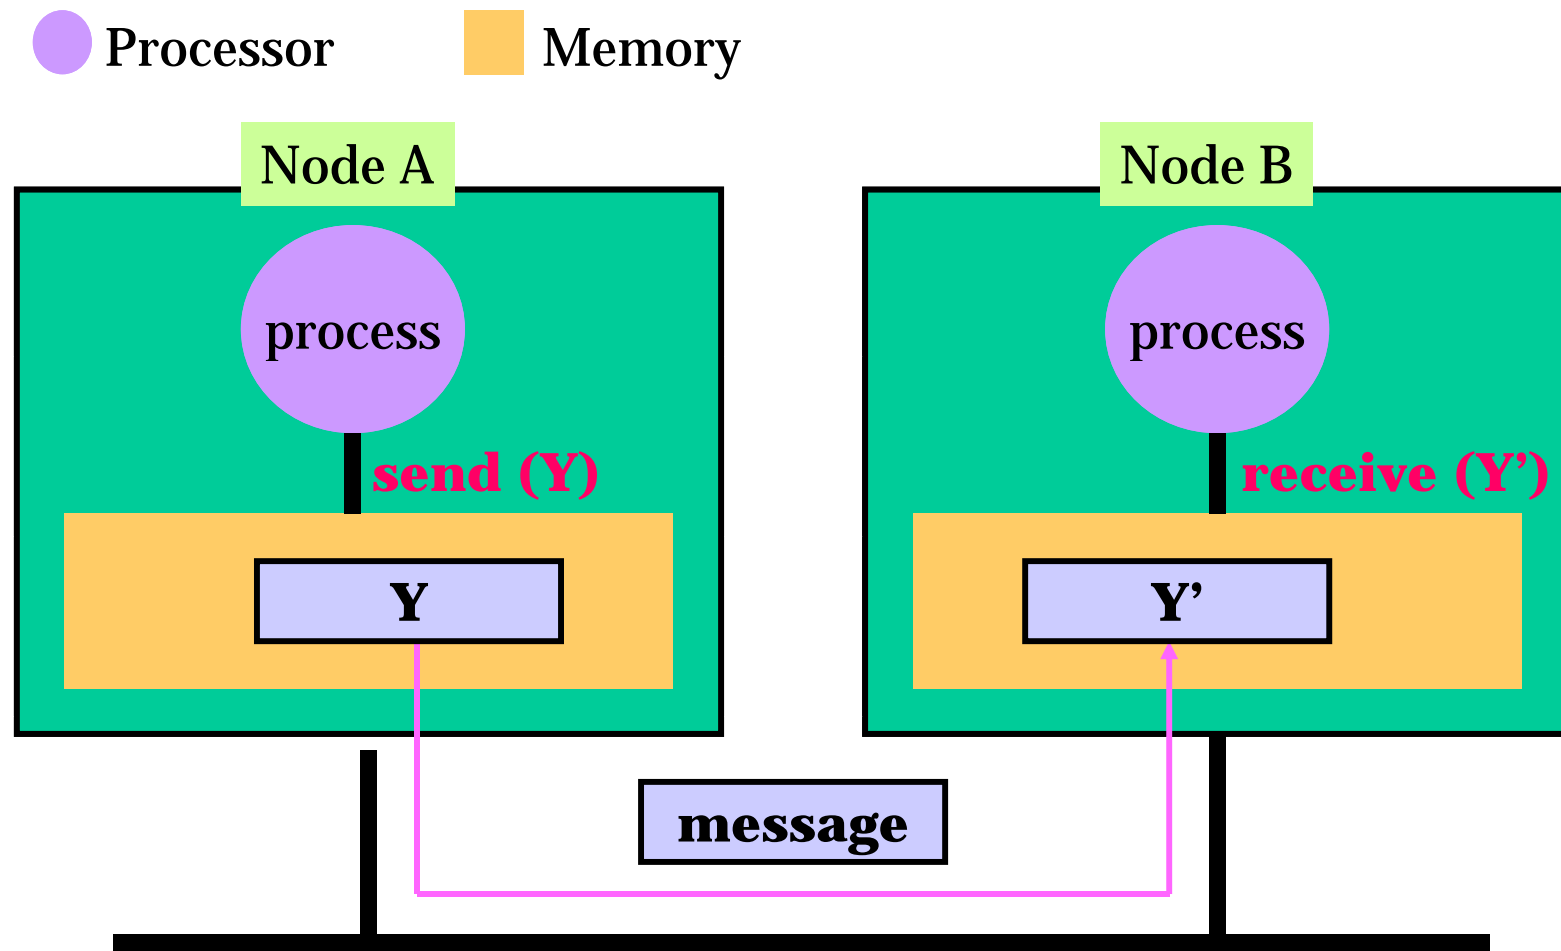 Processor
Memory
Node A
Node B
process
process
send (Y)
receive (Y’)
Y
Y’
message